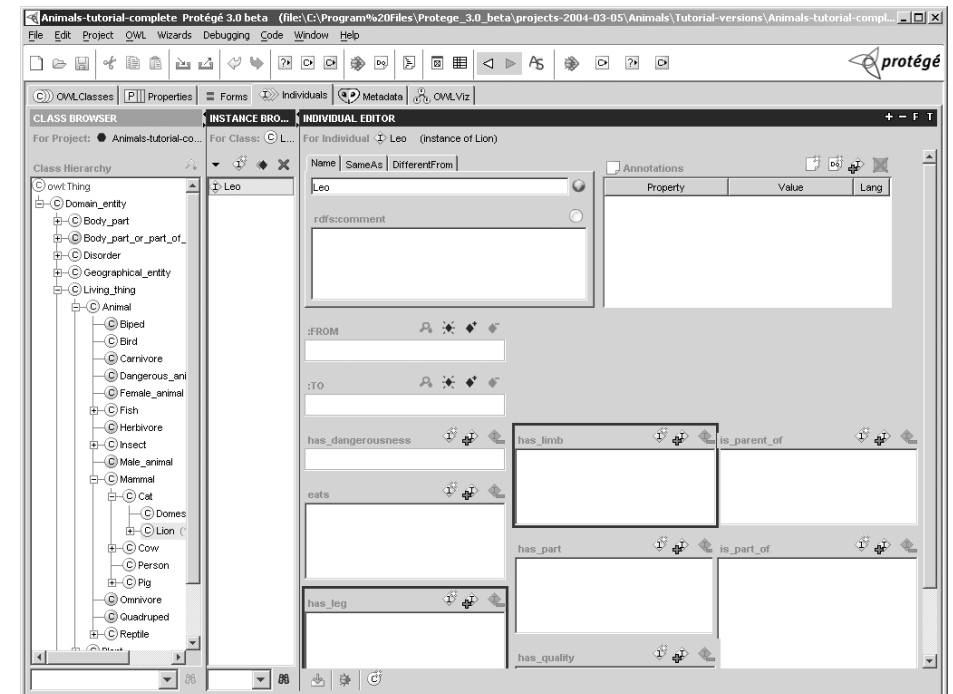 Animals-tutorial-complete Protégé 3.0 beta (file:\C:\Program%20Files\Protege_3.0_beta\projects-2004-03-05\Animals\Tutorial-versions\Animals-tutorial-compl...
File Edit Project OWL Wizards Debugging Code Window Help
protégé
OWLClasses Properties Forms Individuals Metadata OWLViz
CLASS BROWSER INSTANCE BRO... INDIVIDUAL EDITOR + − F T
For Project: Animals-tutorial-co... For Class: C L... For Individual Leo (instance of Lion)
Class Hierarchy
Name SameAs DifferentFrom
Annotations
Property Value Lang
Leo
Leo
rdfs:comment
owl:Thing
Domain_entity
Body_part
Body_part_or_part_of_
Disorder
Geographical_entity
Living_thing
Animal
Biped
Bird
Carnivore
Dangerous_ani
Female_animal
Fish
Herbivore
Insect
Male_animal
Mammal
Cat
Domes
Lion
Cow
Person
Pig
Omnivore
Quadruped
Reptile
:FROM
:TO
has_dangerousness
has_limb
is_parent_of
eats
has_part
is_part_of
has_leg
has_quality